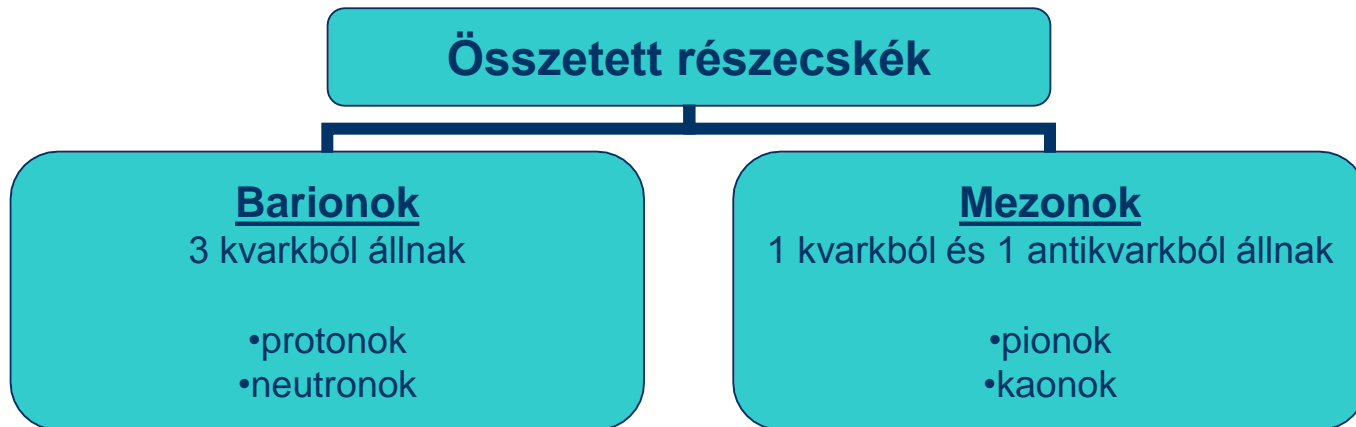 Összetett részecskék
Barionok
3 kvarkból állnak
•protonok
•neutronok
Mezonok
1 kvarkból és 1 antikvarkból állnak
•pionok
•kaonok